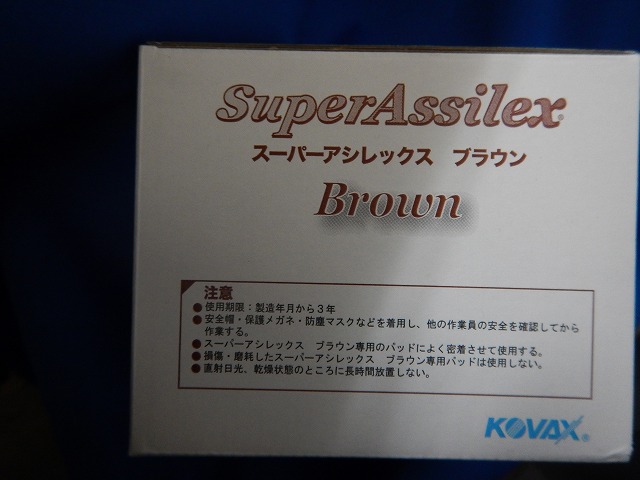 SuperAssilex®
スーパーアシレックス　ブラウン
Brown
注意
●使用期限：製造年月から３年
●安全帽・保護メガネ・防塵マスクなどを着用し、他の作業員の安全を確認してから
作業する。
●スーパーアシレックス　ブラウン専用のパッドによく密着させて使用する。
●損傷・磨耗したスーパーアシレックス　ブラウン専用パッドは使用しない。
●直射日光、乾燥状態のところに長時間放置しない。
KOVAX®